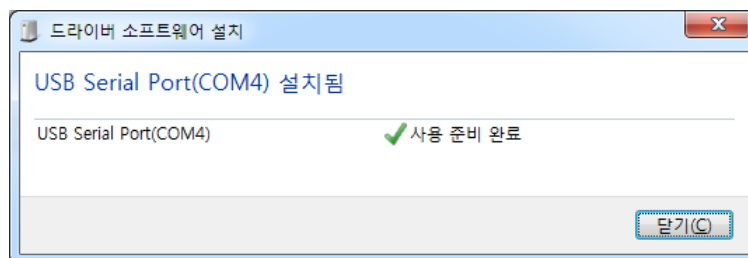 드라이버 소프트웨어 설치
USB Serial Port(COM4) 설치됨
USB Serial Port(COM4) 사용 준비 완료
닫기(C)